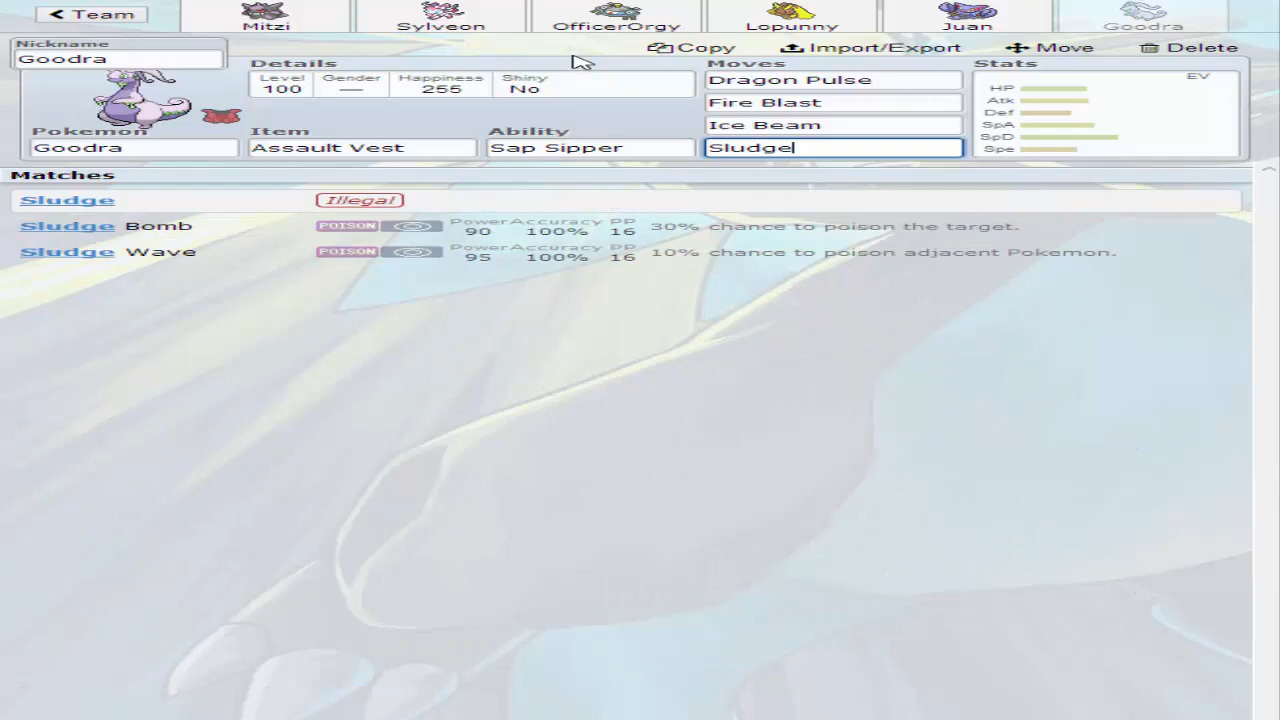 < Team
Mitzi
Sylveon
OfficerOrgy
Lopunny
Juan
Goodra
Nickname
Goodra
Copy
Import/Export
Move
Delete
Details
Level
100
Gender
—
Happiness
255
Shiny
No
Pokemon
Goodra
Item
Assault Vest
Ability
Sap Sipper
Moves
Dragon Pulse
Fire Blast
Ice Beam
Sludge
Stats
EV
HP
Atk
Def
SpA
SpD
Spe
Matches
Sludge Illegal
Sludge Bomb POISON Power 90 Accuracy 100% PP 16 30% chance to poison the target.
Sludge Wave POISON Power 95 Accuracy 100% PP 16 10% chance to poison adjacent Pokemon.